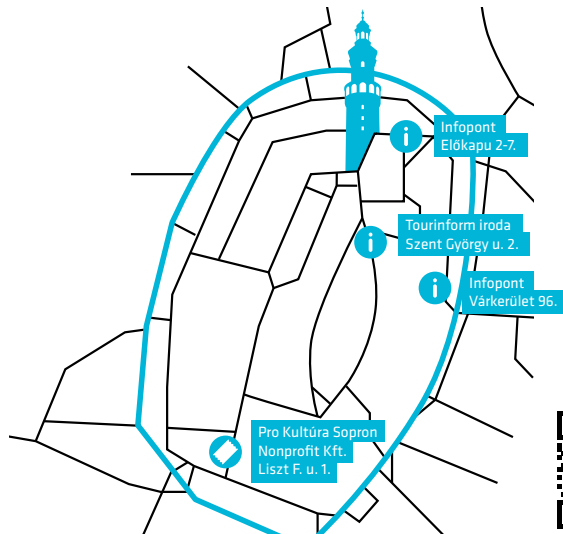 Infopont
Előkapu 2-7.
Tourinform iroda
Szent György u. 2.
Infopont
Várkerület 96.
Pro Kultúra Sopron
Nonprofit Kft.
Liszt F. u. 1.